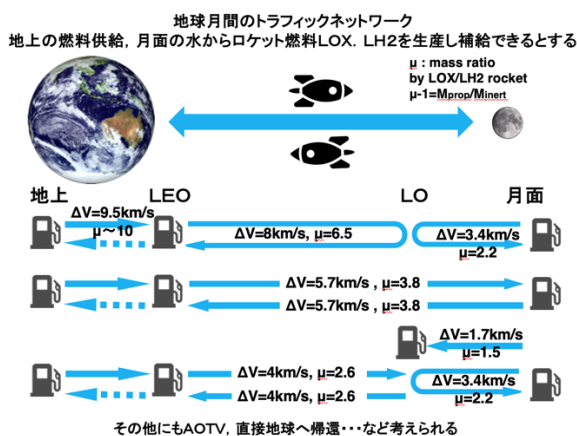 地球月間のトラフィックネットワーク
地上の燃料供給，月面の水からロケット燃料LOX．LH2を生産し補給できるとする
μ : mass ratio
by LOX/LH2 rocket
μ-1=Mprop/Minert
地上 LEO LO 月面
ΔV=9.5km/s
μ～10
ΔV=8km/s, μ=6.5
ΔV=3.4km/s
μ=2.2
ΔV=5.7km/s , μ=3.8
ΔV=5.7km/s , μ=3.8
ΔV=1.7km/s
μ=1.5
ΔV=4km/s, μ=2.6
ΔV=4km/s, μ=2.6
ΔV=3.4km/s
μ=2.2
その他にもAOTV，直接地球へ帰還・・・など考えられる